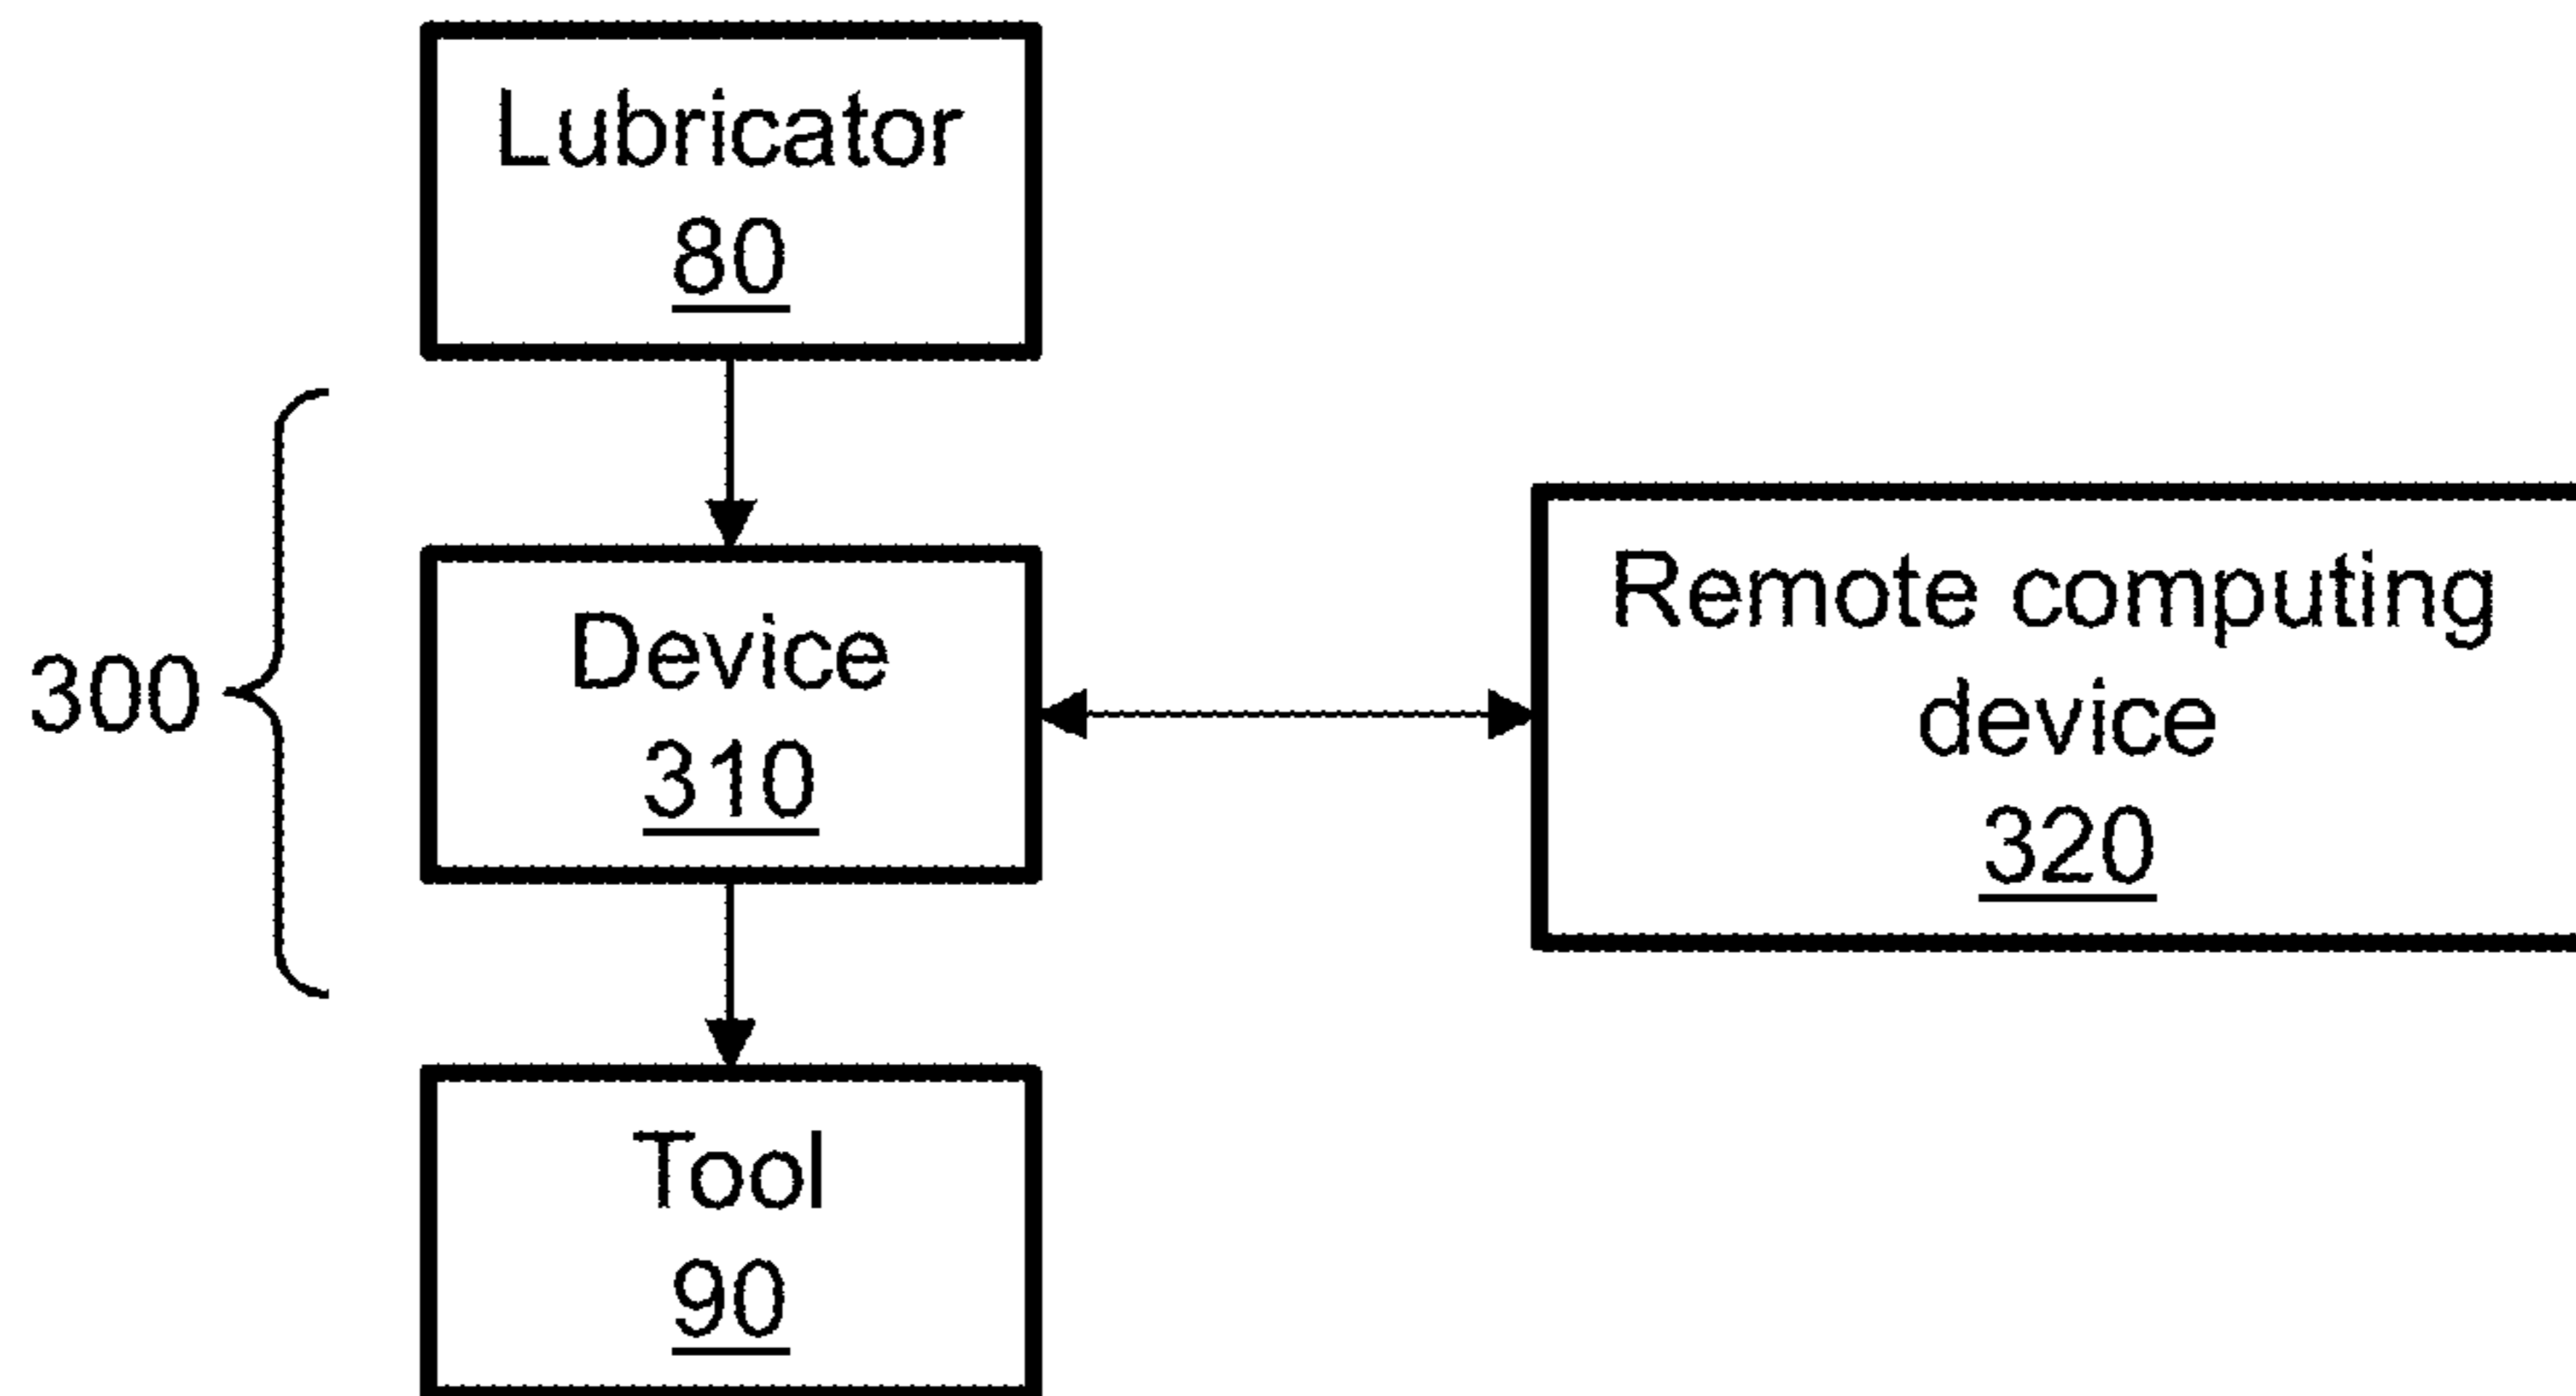 Lubricator
80
300
Device
310
Remote computing
device
320
Tool
90